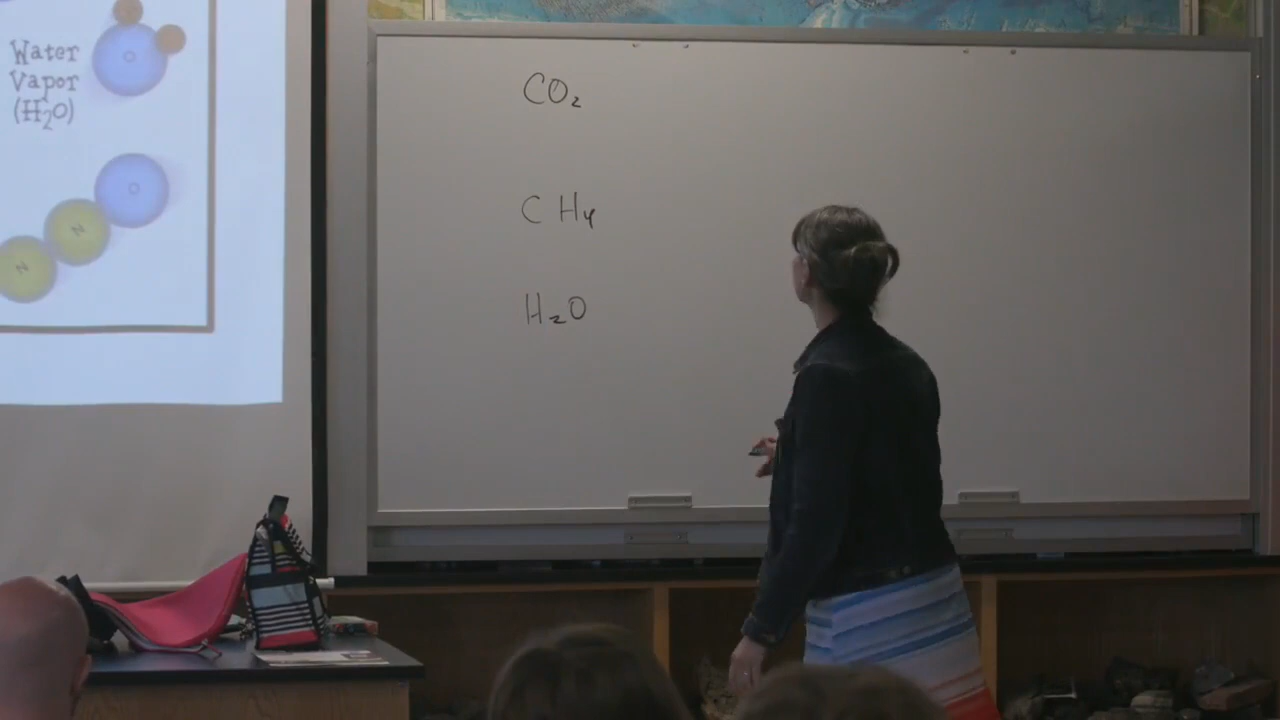 Water
Vapor
(H₂O)
O
O
N
N
CO₂
CH₄
H₂O